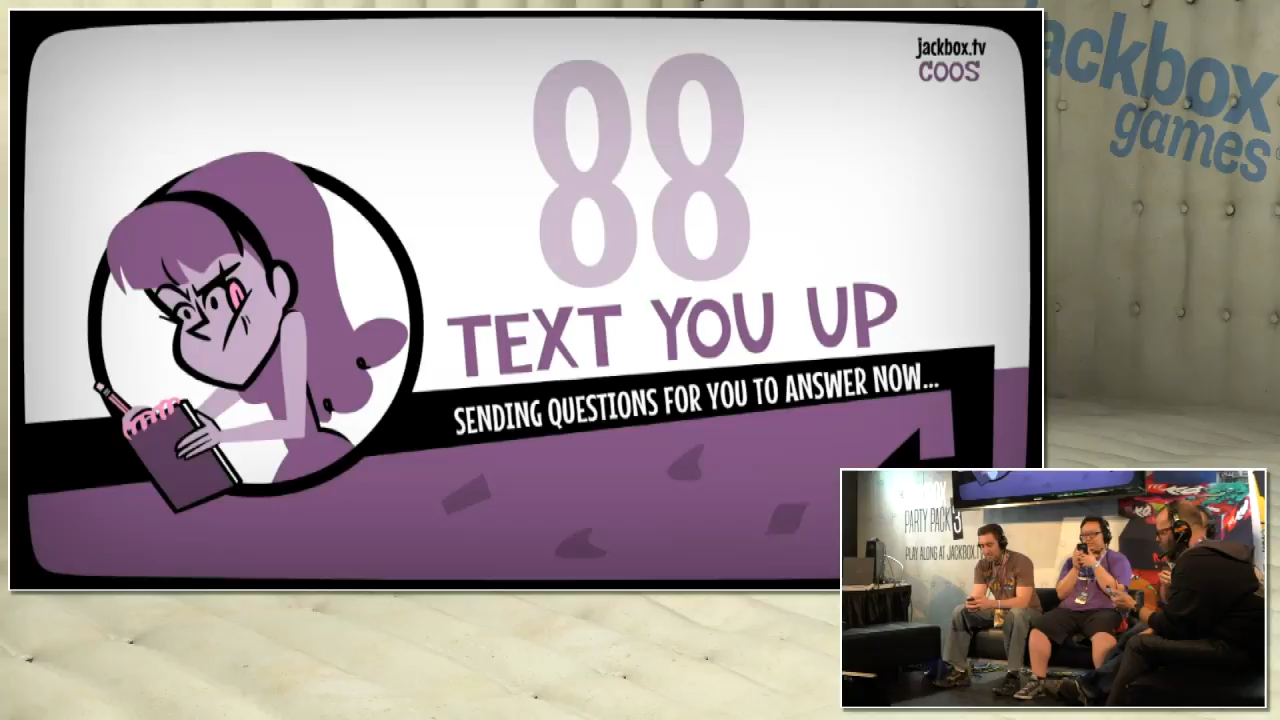 jackbox.tv
COOS
88
TEXT YOU UP
SENDING QUESTIONS FOR YOU TO ANSWER NOW...
jackbox
games
PARTY PACK 3
PLAY ALONG AT JACKBOX.T